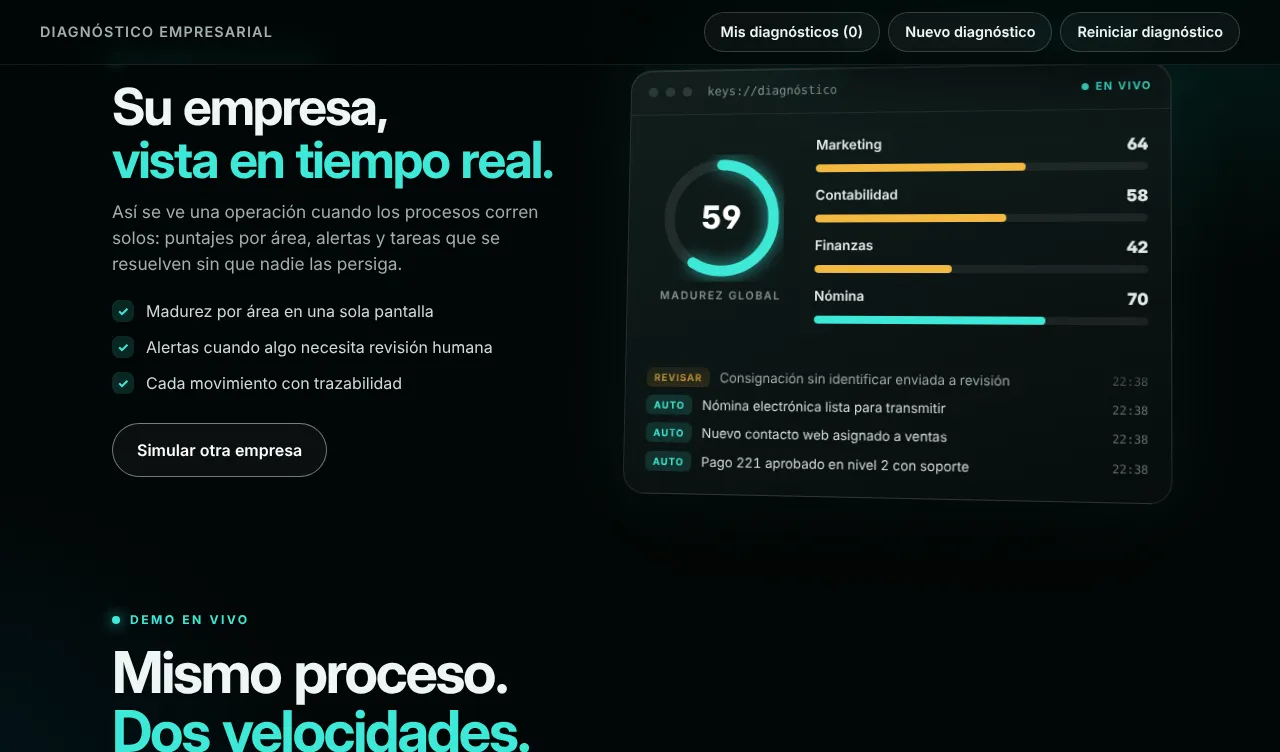 DIAGNÓSTICO EMPRESARIAL
Mis diagnósticos (0)
Nuevo diagnóstico
Reiniciar diagnóstico
Su empresa,
vista en tiempo real.
Así se ve una operación cuando los procesos corren
solos: puntajes por área, alertas y tareas que se
resuelven sin que nadie las persiga.
Madurez por área en una sola pantalla
Alertas cuando algo necesita revisión humana
Cada movimiento con trazabilidad
Simular otra empresa
keys://diagnóstico
EN VIVO
59
MADUREZ GLOBAL
Marketing 64
Contabilidad 58
Finanzas 42
Nómina 70
REVISAR Consignación sin identificar enviada a revisión 22:38
AUTO Nómina electrónica lista para transmitir 22:38
AUTO Nuevo contacto web asignado a ventas 22:38
AUTO Pago 221 aprobado en nivel 2 con soporte 22:38
DEMO EN VIVO
Mismo proceso.
Dos velocidades.